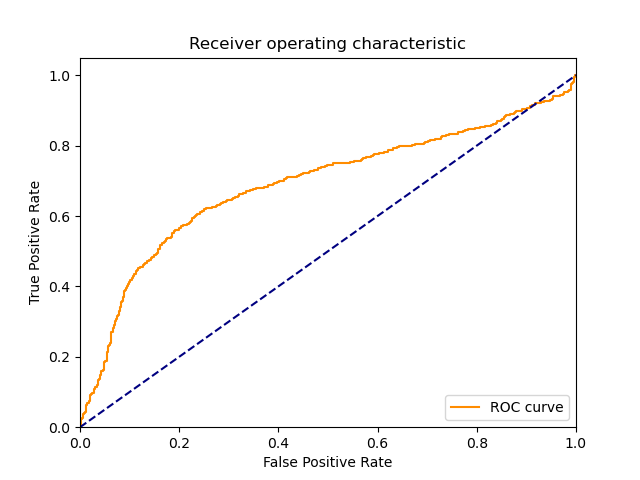 Receiver operating characteristic
True Positive Rate
1.0
0.8
0.6
0.4
0.2
0.0
0.0 0.2 0.4 0.6 0.8 1.0
False Positive Rate
ROC curve